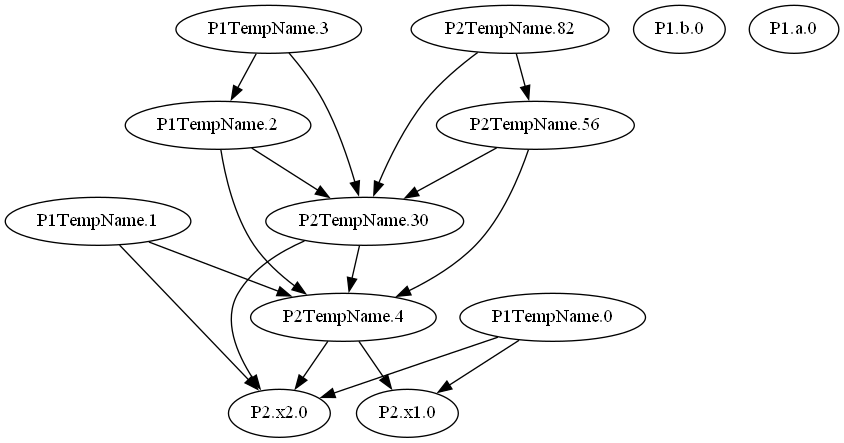 P1TempName.3
P2TempName.82
P1.b.0
P1.a.0
P1TempName.2
P2TempName.56
P1TempName.1
P2TempName.30
P2TempName.4
P1TempName.0
P2.x2.0
P2.x1.0